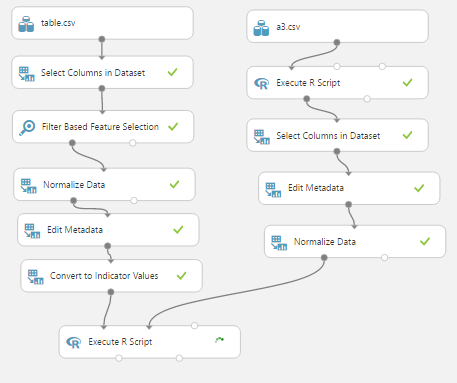 table.csv
Select Columns in Dataset
Filter Based Feature Selection
Normalize Data
Edit Metadata
Convert to Indicator Values
a3.csv
Execute R Script
Select Columns in Dataset
Edit Metadata
Normalize Data
Execute R Script